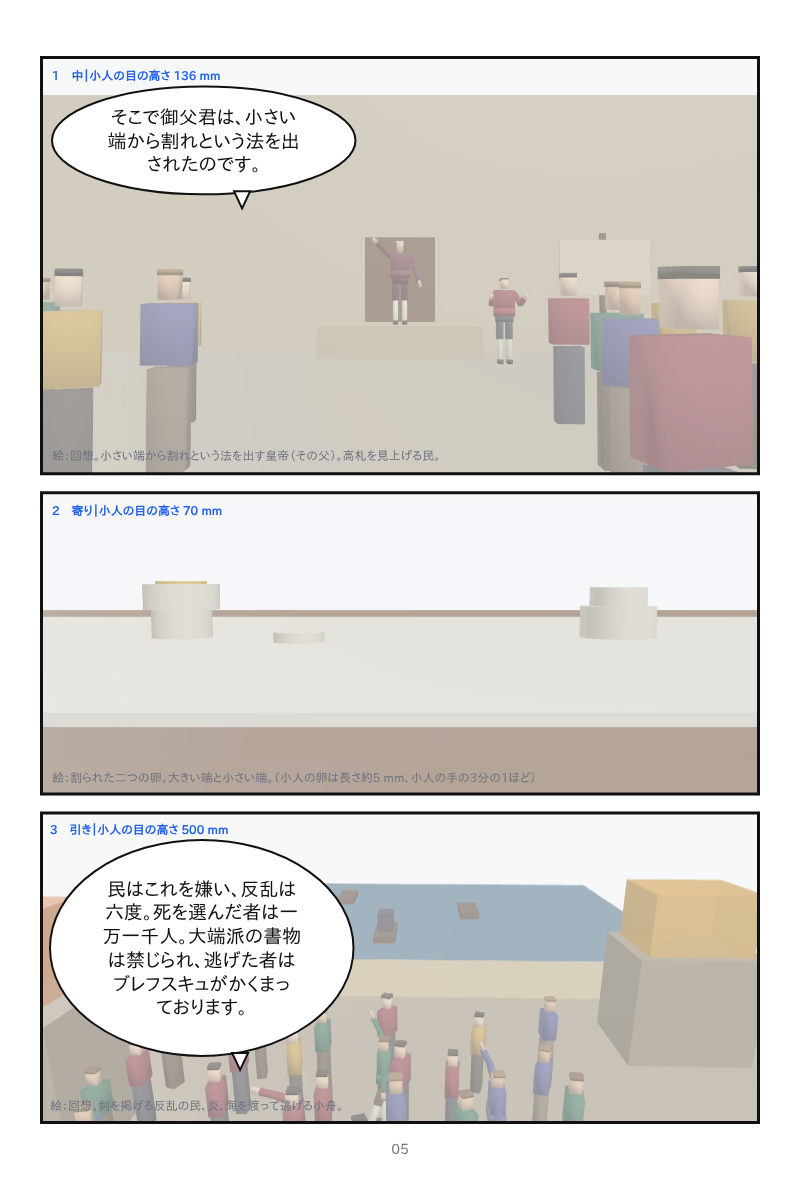 1 中|小人の目の高さ 136 mm
そこで御父君は、小さい
端から割れという法を出
されたのです。
絵：回想。小さい端から割れという法を出す皇帝（その父）。高札を見上げる民。
2 寄り|小人の目の高さ 70 mm
絵：割られた二つの卵。大きい端と小さい端。（小人の卵は長さ約5 mm、小人の手の3分の1ほど）
3 引き|小人の目の高さ 500 mm
民はこれを嫌い、反乱は
六度。死を選んだ者は一
万一千人。大端派の書物
は禁じられ、逃げた者は
ブレフスキュがかくまっ
ております。
絵：回想。剣を掲げる反乱の民、炎、海を渡って逃げる小舟。
05